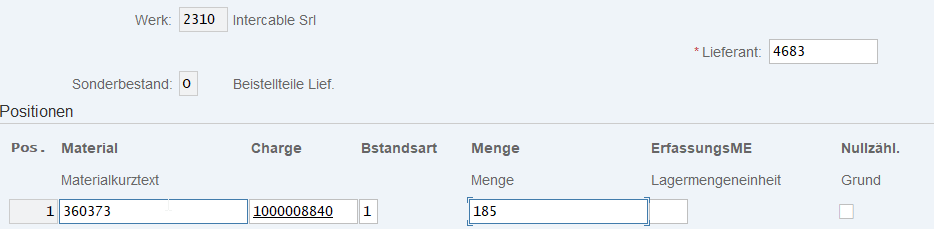 Werk: 2310 Intercable Srl
* Lieferant: 4683
Sonderbestand: O Beistellteile Lief.
Positionen
Pos. Material Charge Bstandsart Menge ErfassungsME Nullzähl.
Materialkurztext Menge Lagermengeneinheit Grund
1 360373 1000008840 1 185